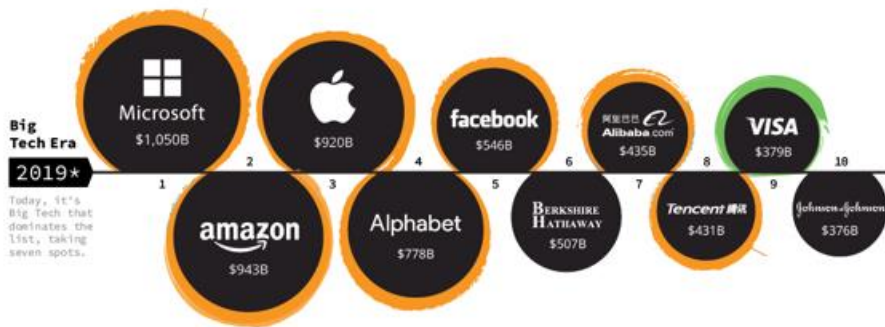 Big
Tech Era
2019*
Today, it's
Big Tech that
dominates the
list, taking
seven spots.
Microsoft
$1,050B
1
2
amazon
$943B
$920B
3
4
Alphabet
$778B
facebook
$546B
5
6
BERKSHIRE
HATHAWAY
$507B
阿里巴巴
Alibaba.com
$435B
7
8
Tencent 腾讯
$431B
VISA
$379B
9
10
Johnson&Johnson
$376B